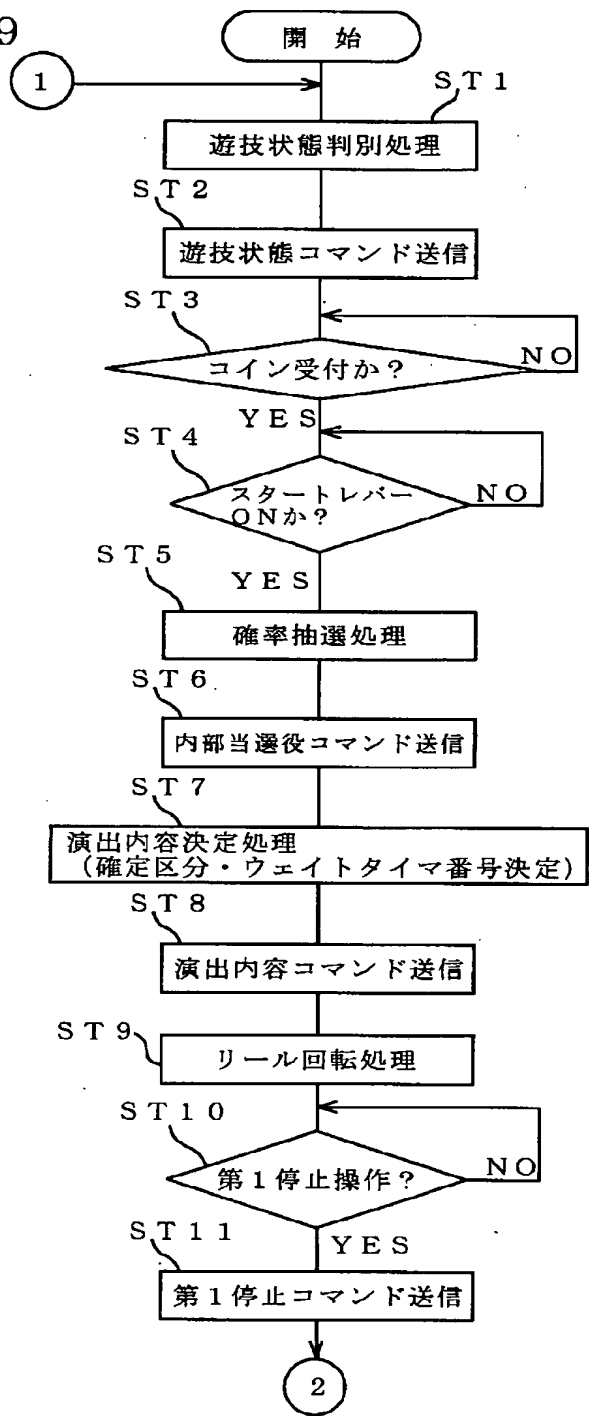 9
開 始
1
ST1
遊技状態判別処理
ST2
遊技状態コマンド送信
ST3
コイン受付か?
NO
YES
ST4
スタートレバー
ONか?
NO
YES
ST5
確率抽選処理
ST6
内部当選役コマンド送信
ST7
演出内容決定処理
(確定区分・ウェイトタイマ番号決定)
ST8
演出内容コマンド送信
ST9
リール回転処理
ST10
第1停止操作?
NO
YES
ST11
第1停止コマンド送信
2